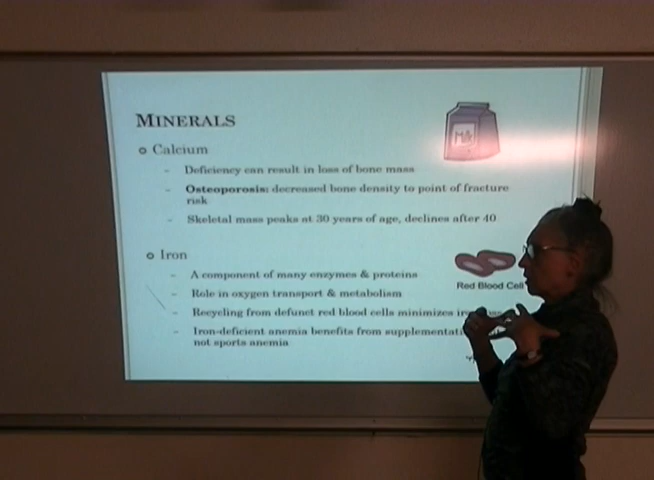 MINERALS
Milk
Calcium
- Deficiency can result in loss of bone mass
- Osteoporosis: decreased bone density to point of fracture
risk
- Skeletal mass peaks at 30 years of age, declines after 40
Iron
- A component of many enzymes & proteins
Red Blood Cell
- Role in oxygen transport & metabolism
- Recycling from defunct red blood cells minimizes
- Iron-deficient anemia benefits from
not sports anemia